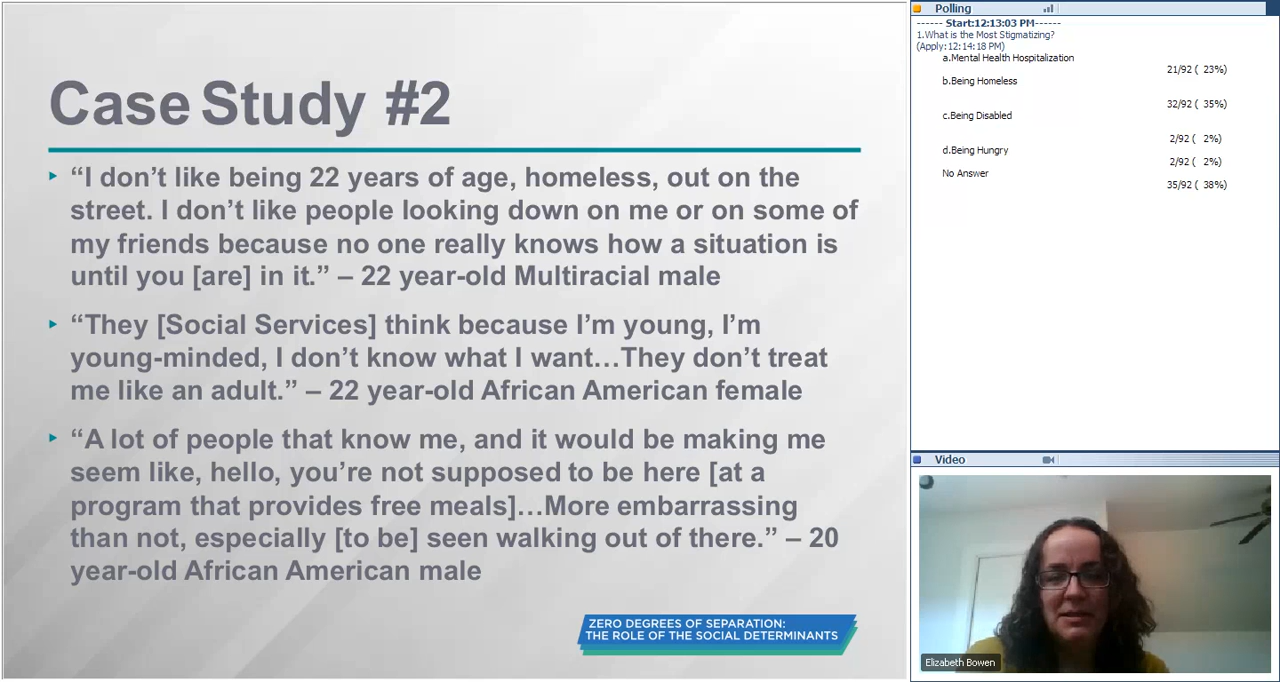 Case Study #2
“I don’t like being 22 years of age, homeless, out on the
street. I don’t like people looking down on me or on some of
my friends because no one really knows how a situation is
until you [are] in it.” – 22 year-old Multiracial male
“They [Social Services] think because I’m young, I’m
young-minded, I don’t know what I want…They don’t treat
me like an adult.” – 22 year-old African American female
“A lot of people that know me, and it would be making me
seem like, hello, you’re not supposed to be here [at a
program that provides free meals]…More embarrassing
than not, especially [to be] seen walking out of there.” – 20
year-old African American male
ZERO DEGREES OF SEPARATION:
THE ROLE OF THE SOCIAL DETERMINANTS
Polling
------ Start:12:13:03 PM------
1.What is the Most Stigmatizing?
(Apply:12:14:18 PM)
a.Mental Health Hospitalization
21/92 ( 23%)
b.Being Homeless
32/92 ( 35%)
c.Being Disabled
2/92 ( 2%)
d.Being Hungry
2/92 ( 2%)
No Answer
35/92 ( 38%)
Video
Elizabeth Bowen